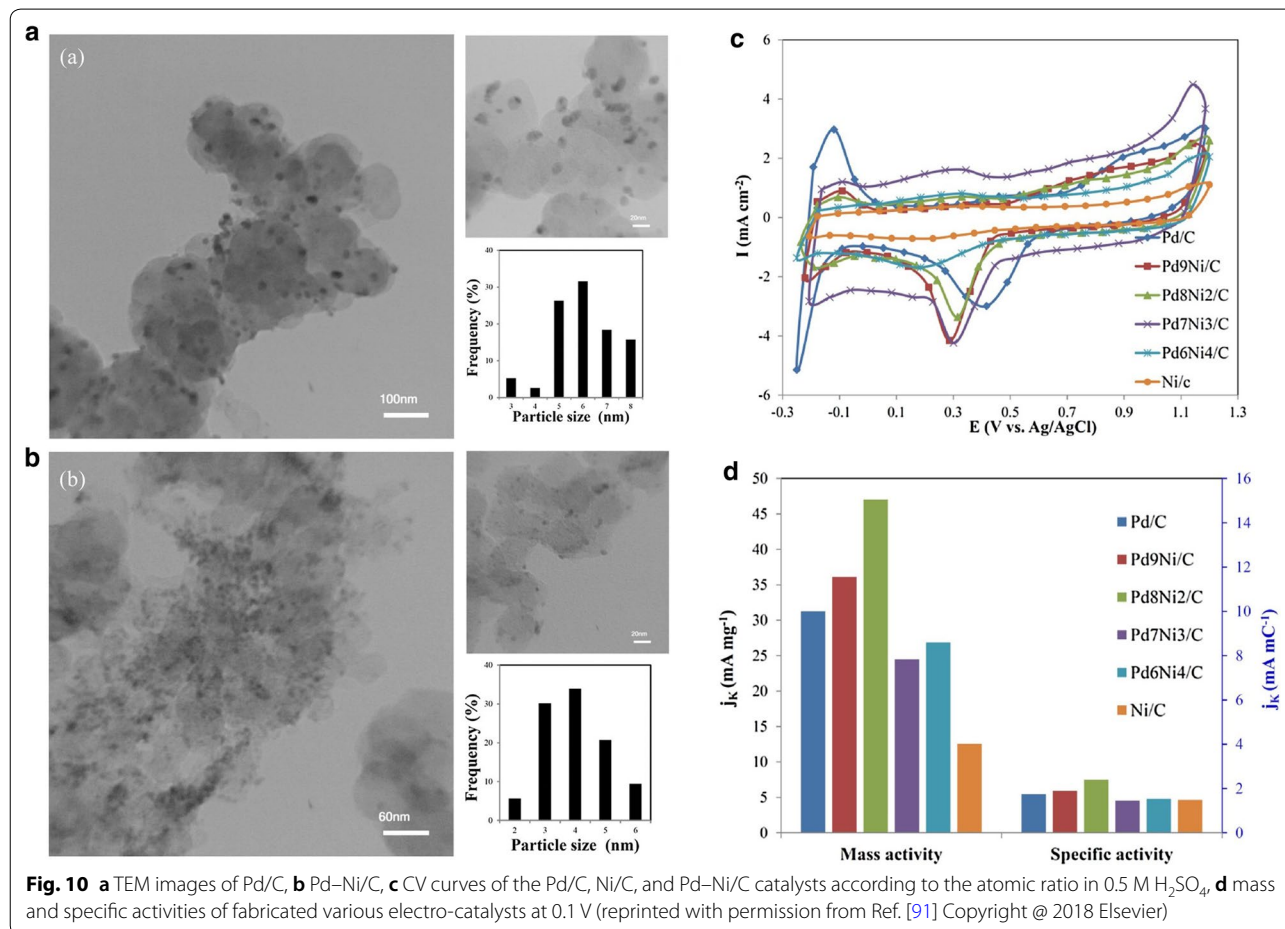 a
(a)
100nm
20nm
Frequency (%)
40
30
20
10
0
3 4 5 6 7 8
Particle size (nm)
b
(b)
60nm
20nm
Frequency (%)
40
30
20
10
0
2 3 4 5 6
Particle size (nm)
c
I (mA cm⁻²)
6
4
2
0
-2
-4
-6
-0.3 -0.1 0.1 0.3 0.5 0.7 0.9 1.1 1.3
E (V vs. Ag/AgCl)
Pd/C
Pd9Ni/C
Pd8Ni2/C
Pd7Ni3/C
Pd6Ni4/C
Ni/c
d
jK (mA mg⁻¹)
50
45
40
35
30
25
20
15
10
5
0
Mass activity Specific activity
Pd/C
Pd9Ni/C
Pd8Ni2/C
Pd7Ni3/C
Pd6Ni4/C
Ni/C
16
14
12
10
8
6
4
2
0
jK (mA mC⁻¹)
Fig. 10 a TEM images of Pd/C, b Pd–Ni/C, c CV curves of the Pd/C, Ni/C, and Pd–Ni/C catalysts according to the atomic ratio in 0.5 M H₂SO₄, d mass
and specific activities of fabricated various electro-catalysts at 0.1 V (reprinted with permission from Ref. [91] Copyright @ 2018 Elsevier)